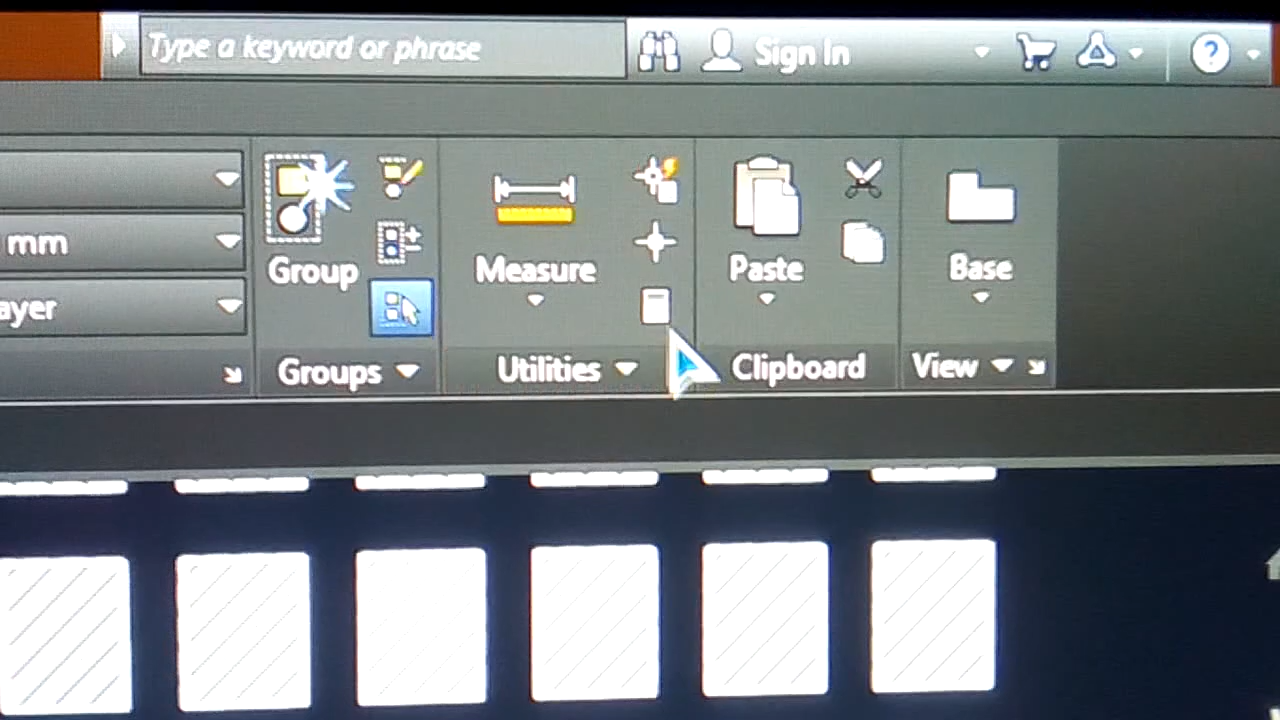 Type a keyword or phrase
Sign In
?
mm
ayer
Group
Measure
Paste
Base
Groups
Utilities
Clipboard
View